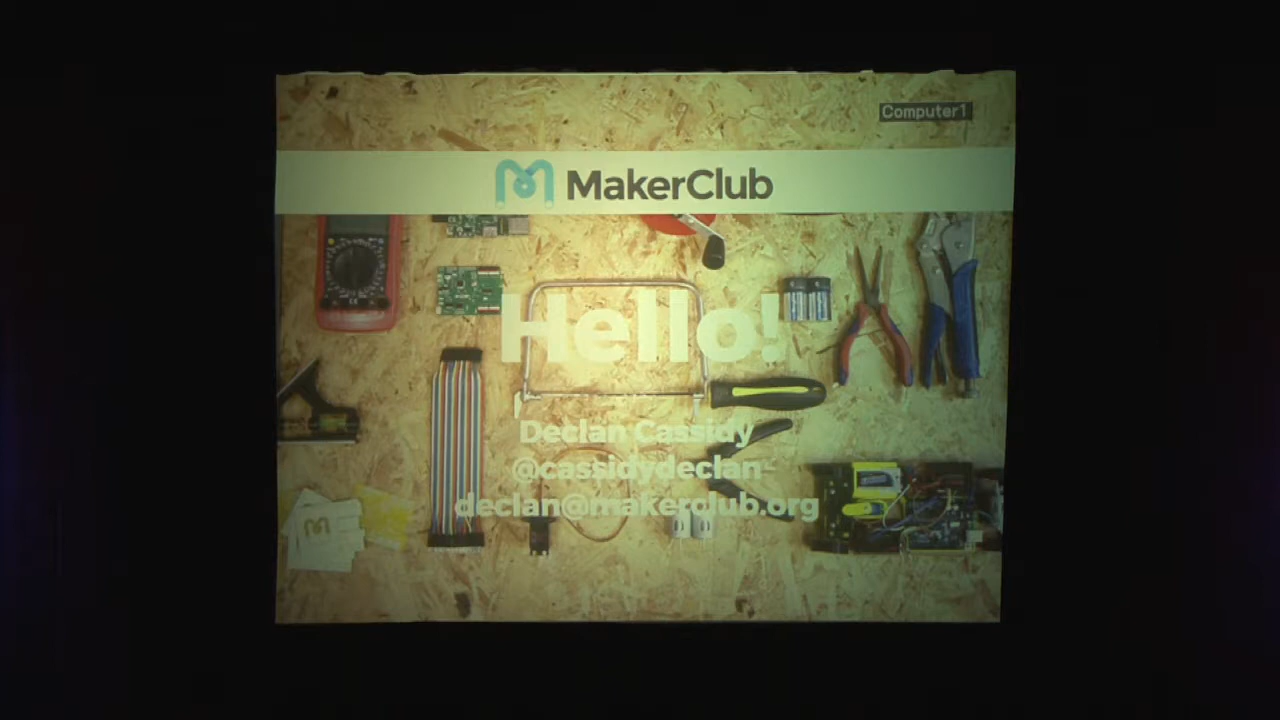 Computer1
MakerClub
Hello!
Declan Cassidy
@cassidydeclan
declan@makerclub.org